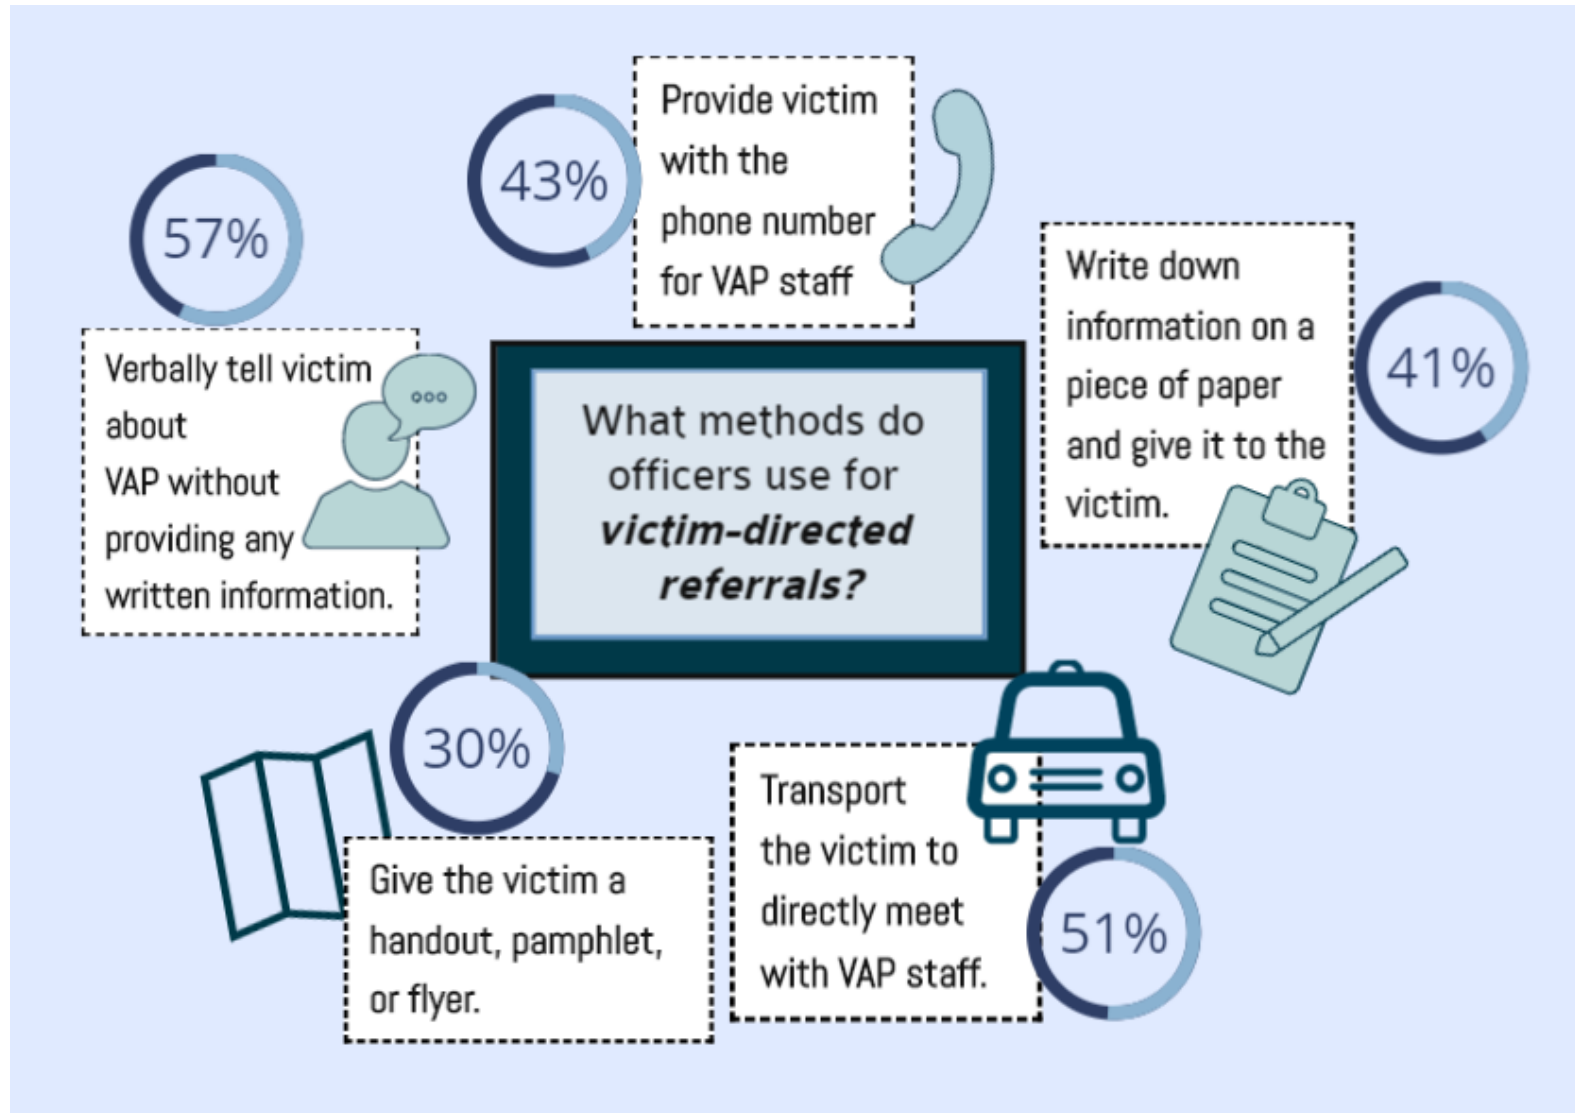 43%
Provide victim
with the
phone number
for VAP staff
57%
Verbally tell victim
about
VAP without
providing any
written information.
What methods do
officers use for
victim-directed
referrals?
Write down
information on a
piece of paper
and give it to the
victim.
41%
30%
Give the victim a
handout, pamphlet,
or flyer.
Transport
the victim to
directly meet
with VAP staff.
51%